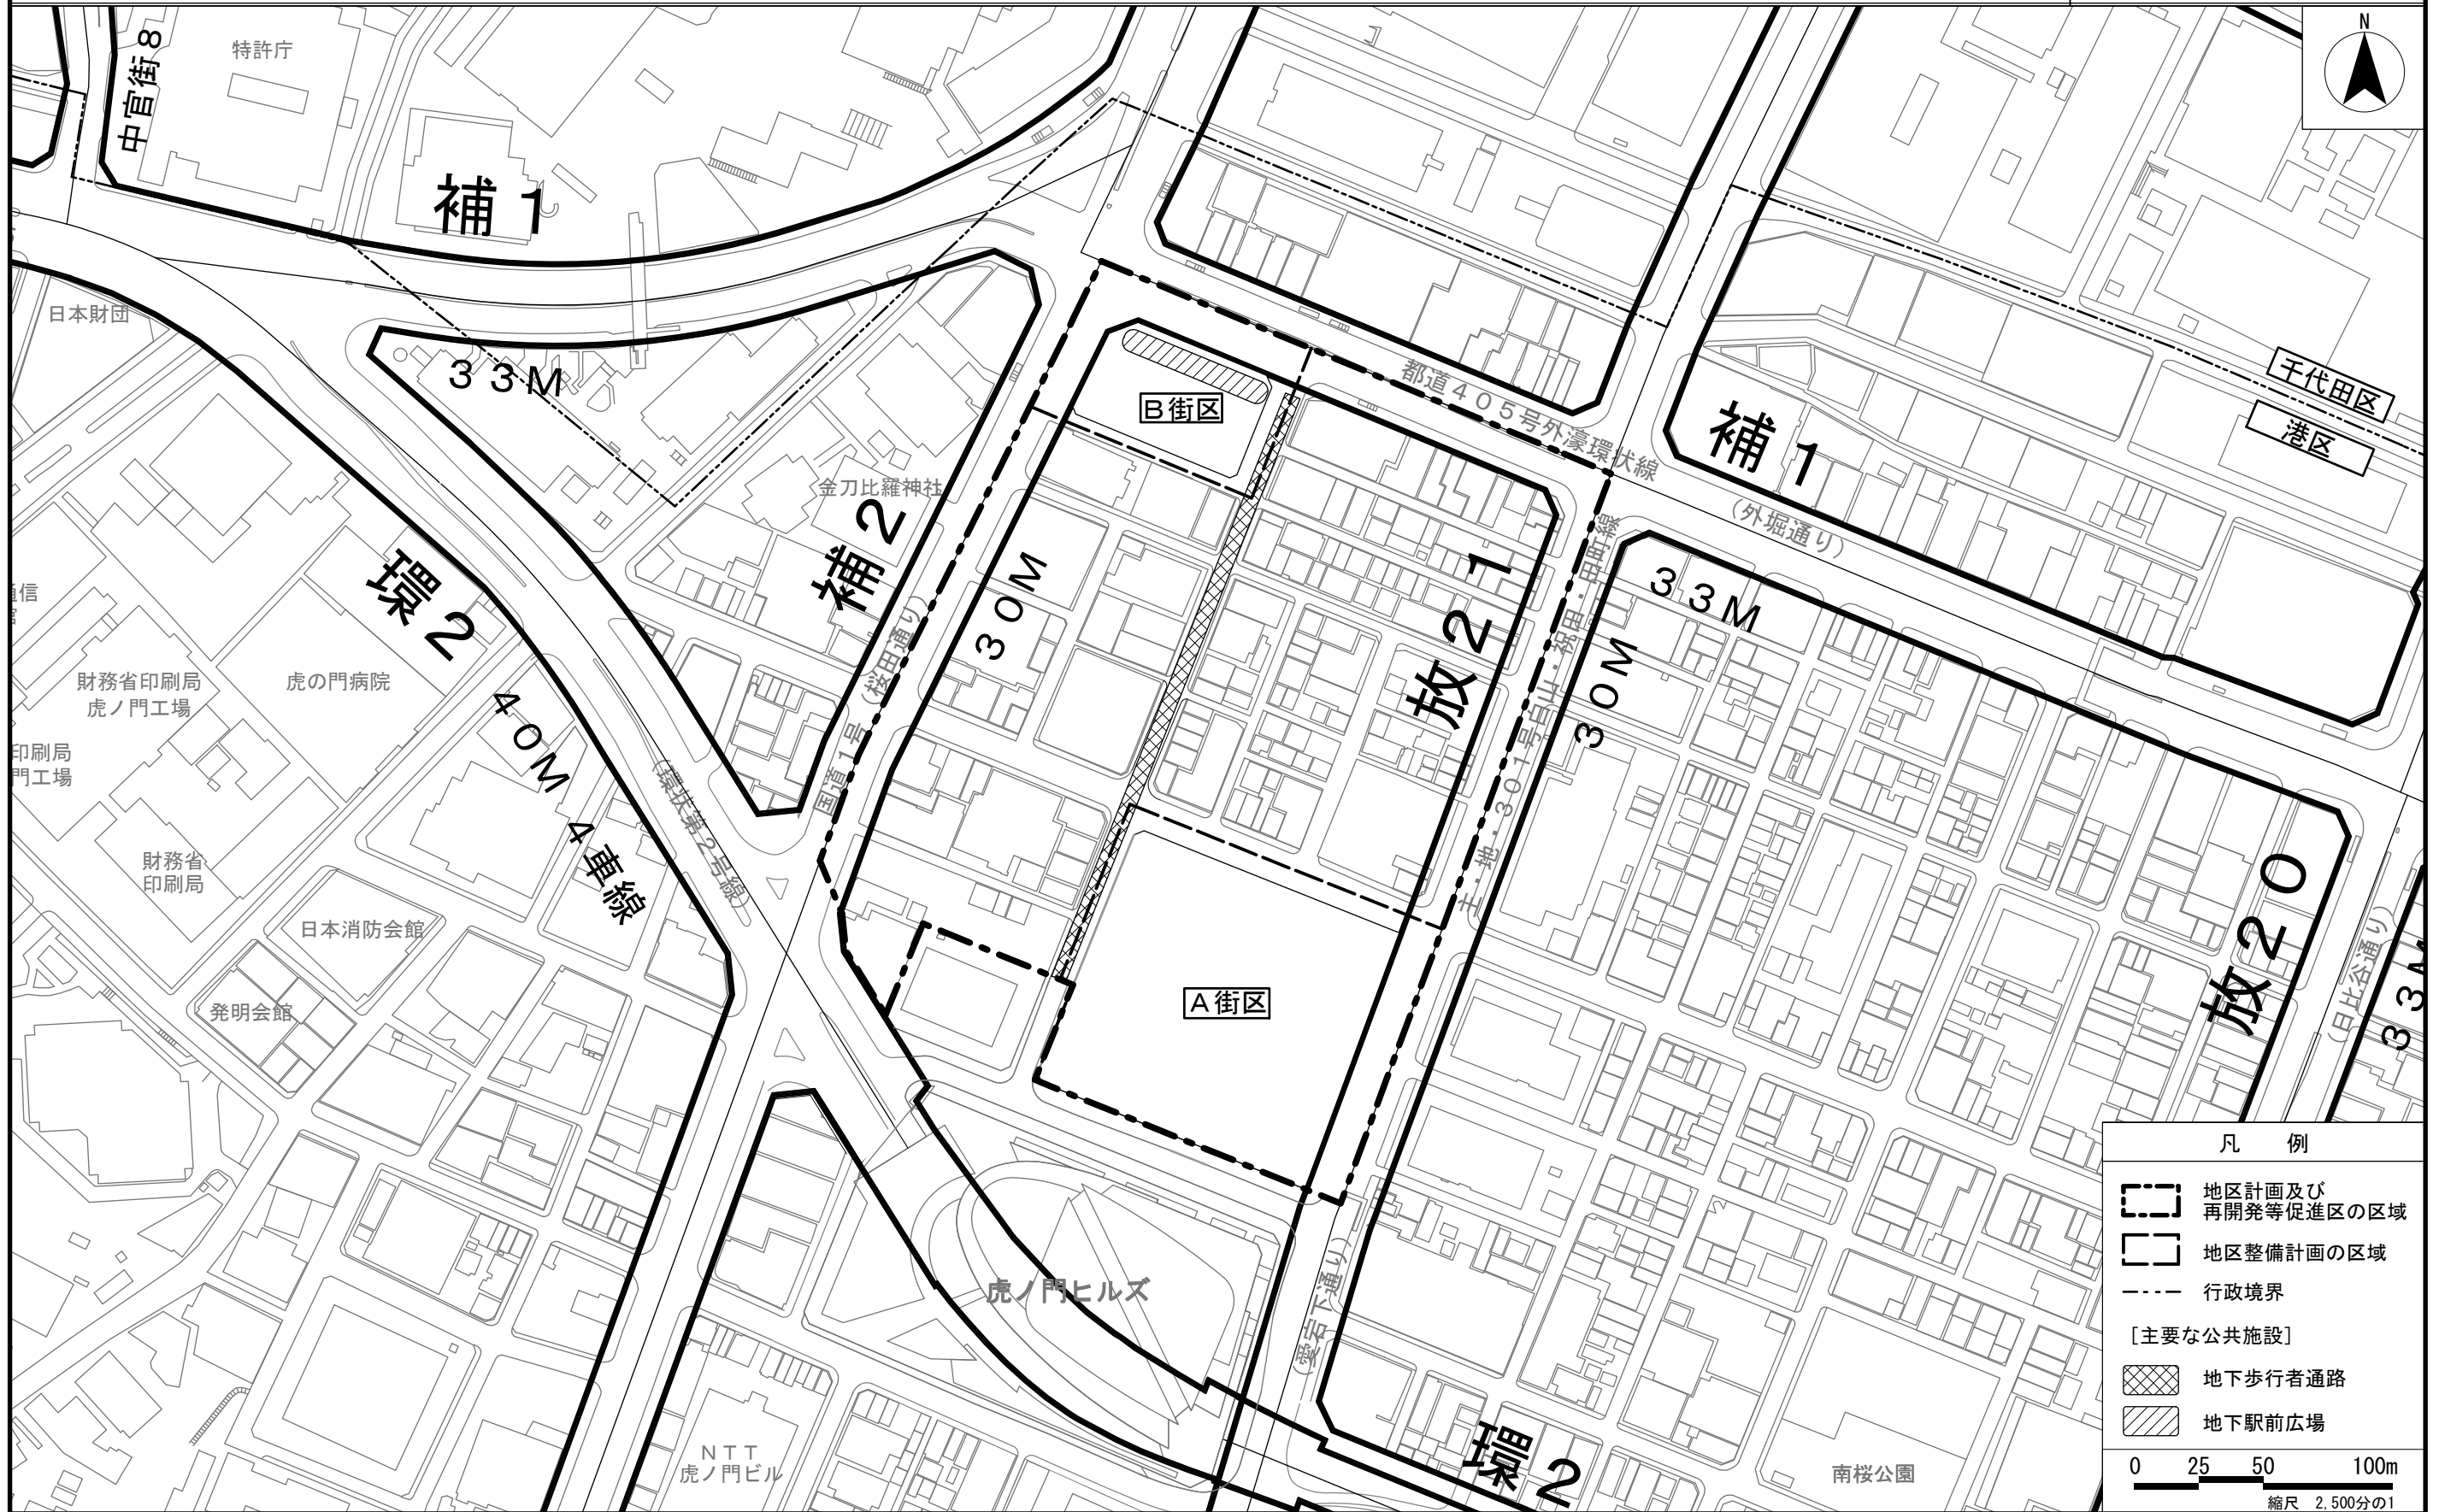 N
特許庁
中官街8
補1
日本財団
33M
B街区
都道405号外濠環状線
千代田区
港区
補1
(外堀通り)
金刀比羅神社
補2
環2
30M
放21
33M
財務省印刷局
虎ノ門工場
虎の門病院
国道1号(桜田通り)
主・地・301号白山・祝田・田町線
30M
40M
印刷局
門工場
(環状第2号線)
4車線
財務省
印刷局
放20
日本消防会館
(日比谷通り)
33M
発明会館
A街区
虎ノ門ヒルズ
(愛宕下通り)
NTT
虎ノ門ビル
環2
南桜公園
凡 例
地区計画及び
再開発等促進区の区域
地区整備計画の区域
行政境界
[主要な公共施設]
地下歩行者通路
地下駅前広場
0 25 50 100m
縮尺 2,500分の1